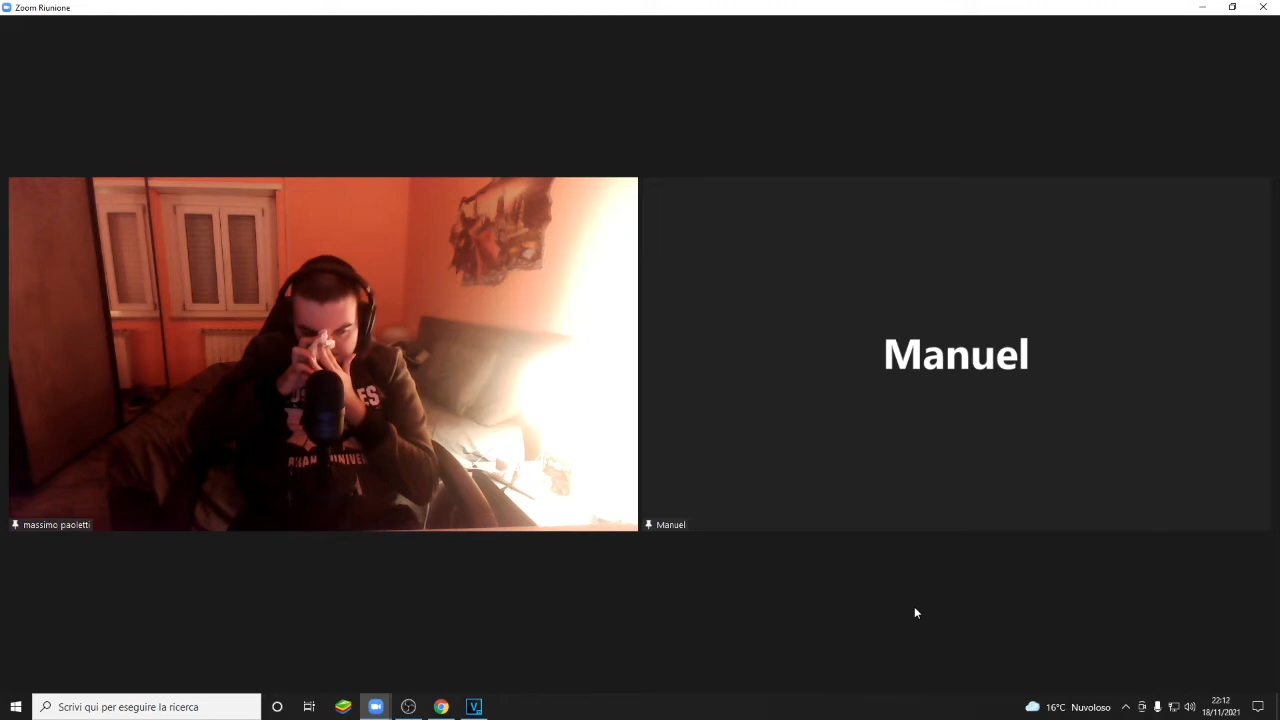 Zoom Riunione
Manuel
massimo paoletti
Manuel
Scrivi qui per eseguire la ricerca
16°C Nuvoloso
22:12
18/11/2021